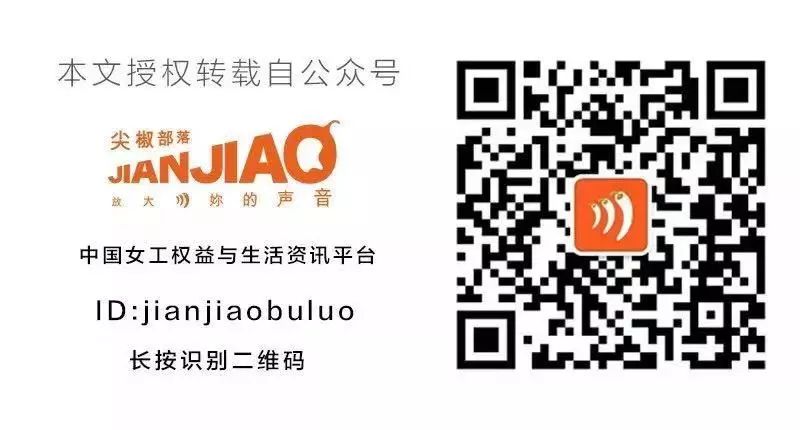 本文授权转载自公众号
尖椒部落
JIANJIAO
放大 妳的声音
中国女工权益与生活资讯平台
ID:jianjiaobuluo
长按识别二维码